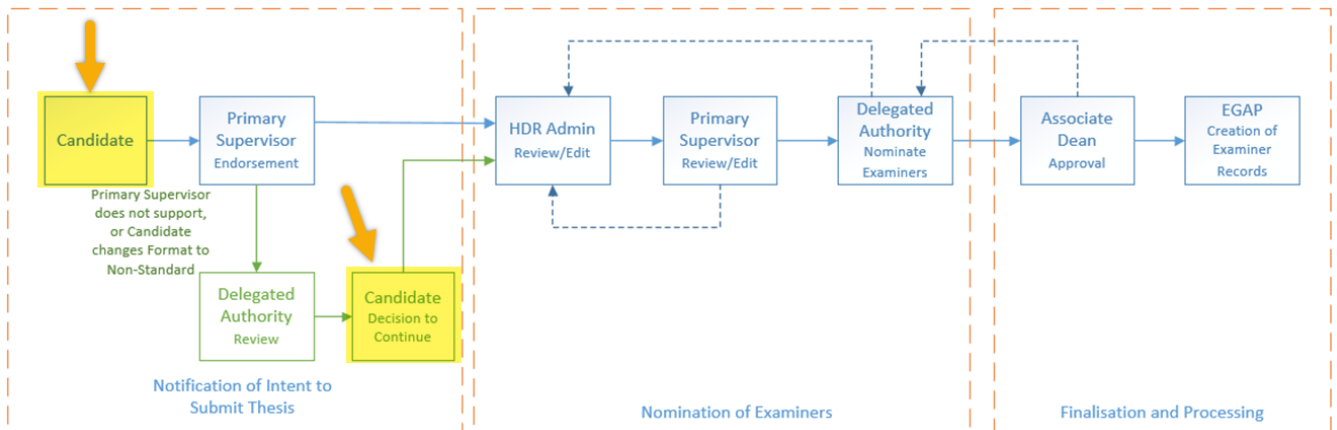 Candidate
Primary
Supervisor
Endorsement
Primary Supervisor
does not support,
or Candidate
changes Format to
Non-Standard
Delegated
Authority
Review
Candidate
Decision to
Continue
Notification of Intent to
Submit Thesis
HDR Admin
Review/Edit
Primary
Supervisor
Review/Edit
Delegated
Authority
Nominate
Examiners
Nomination of Examiners
Associate
Dean
Approval
EGAP
Creation of
Examiner
Records
Finalisation and Processing